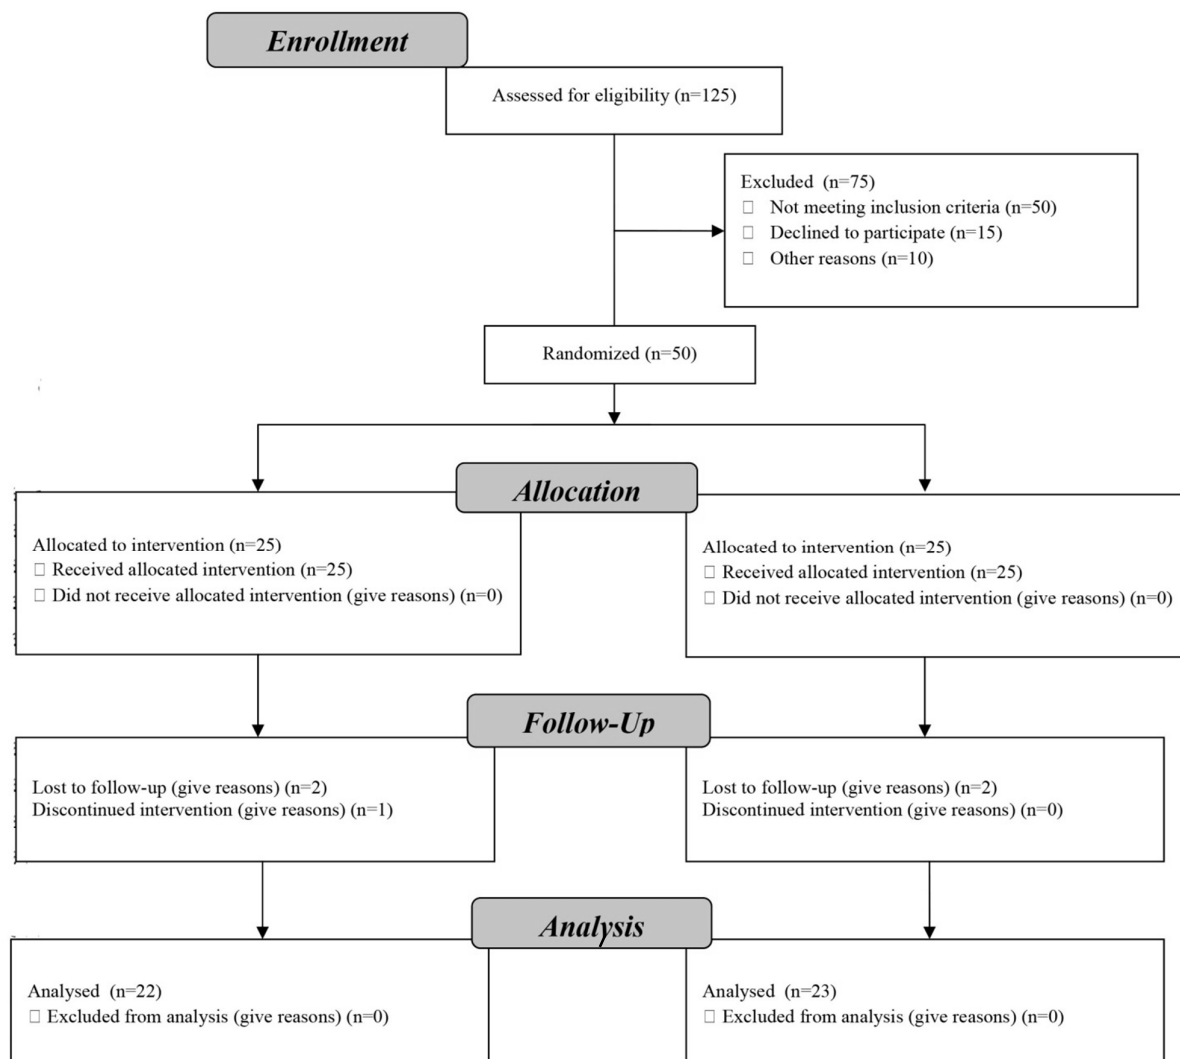 Enrollment
Assessed for eligibility (n=125)
Excluded (n=75)
□ Not meeting inclusion criteria (n=50)
□ Declined to participate (n=15)
□ Other reasons (n=10)
Randomized (n=50)
Allocation
Allocated to intervention (n=25)
□ Received allocated intervention (n=25)
□ Did not receive allocated intervention (give reasons) (n=0)
Allocated to intervention (n=25)
□ Received allocated intervention (n=25)
□ Did not receive allocated intervention (give reasons) (n=0)
Follow-Up
Lost to follow-up (give reasons) (n=2)
Discontinued intervention (give reasons) (n=1)
Lost to follow-up (give reasons) (n=2)
Discontinued intervention (give reasons) (n=0)
Analysis
Analysed (n=22)
□ Excluded from analysis (give reasons) (n=0)
Analysed (n=23)
□ Excluded from analysis (give reasons) (n=0)